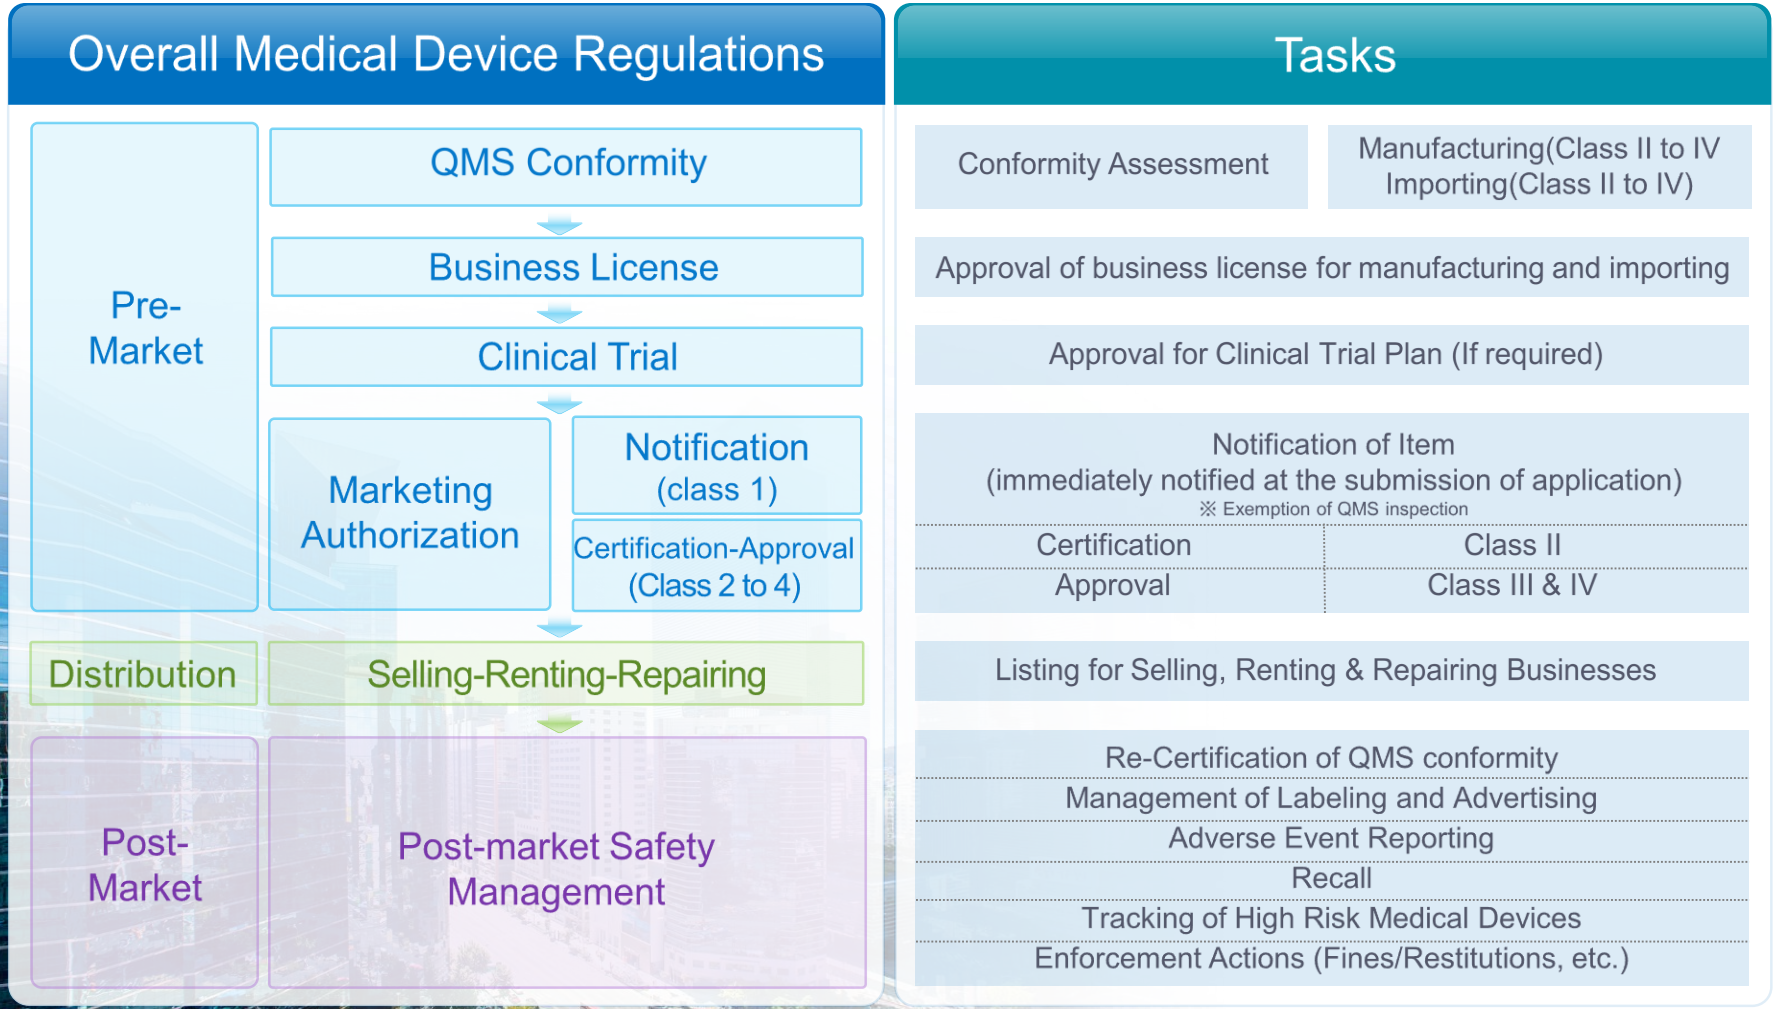 Overall Medical Device Regulations
Tasks
Pre-
Market
QMS Conformity
Conformity Assessment
Manufacturing(Class II to IV
Importing(Class II to IV)
Business License
Approval of business license for manufacturing and importing
Clinical Trial
Approval for Clinical Trial Plan (If required)
Marketing
Authorization
Notification
(class 1)
Certification-Approval
(Class 2 to 4)
Notification of Item
(immediately notified at the submission of application)
※ Exemption of QMS inspection
Certification
Class II
Approval
Class III & IV
Distribution
Selling-Renting-Repairing
Listing for Selling, Renting & Repairing Businesses
Post-
Market
Post-market Safety
Management
Re-Certification of QMS conformity
Management of Labeling and Advertising
Adverse Event Reporting
Recall
Tracking of High Risk Medical Devices
Enforcement Actions (Fines/Restitutions, etc.)